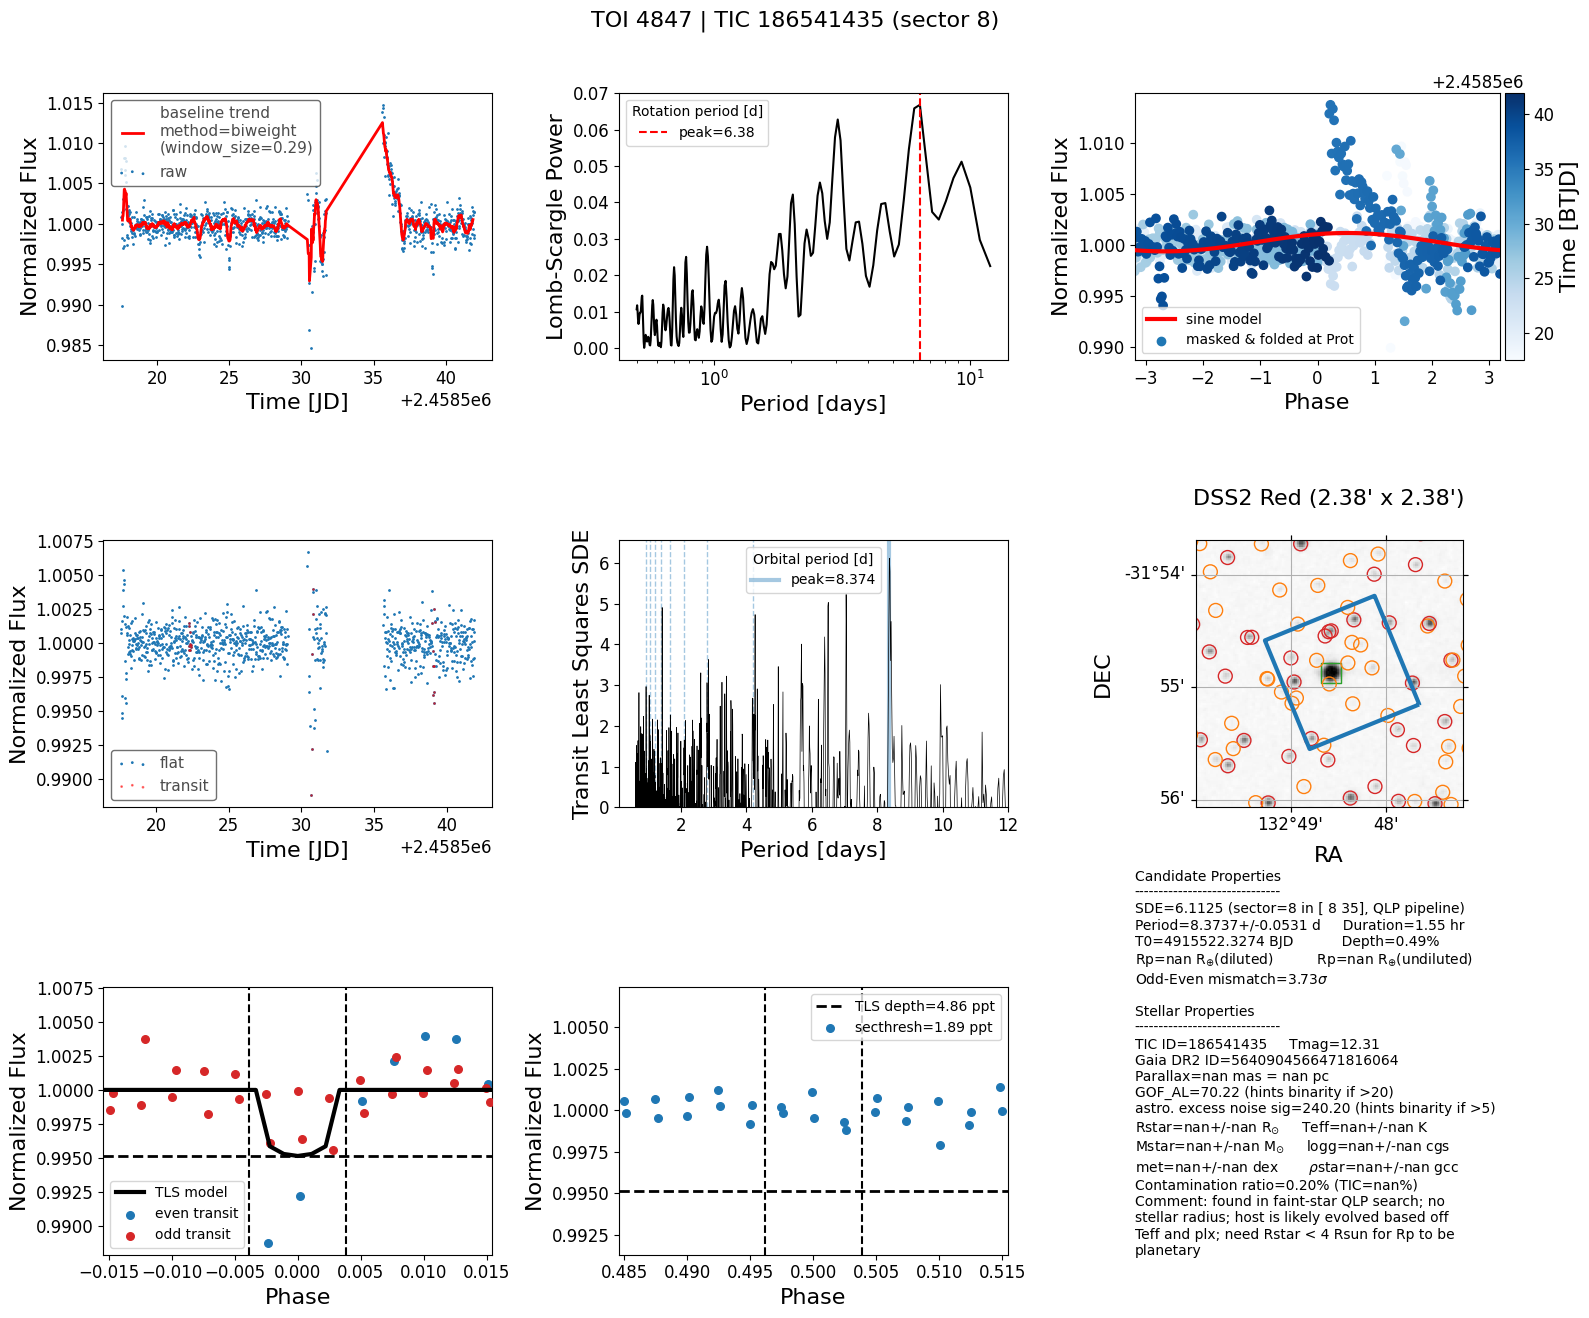 TOI 4847 | TIC 186541435 (sector 8)
baseline trend
method=biweight
(window_size=0.29)
raw
1.015
1.010
1.005
1.000
0.995
0.990
0.985
Normalized Flux
20 25 30 35 40
Time [JD]
+2.4585e6
Rotation period [d]
peak=6.38
0.07
0.06
0.05
0.04
0.03
0.02
0.01
0.00
Lomb-Scargle Power
10⁰ 10¹
Period [days]
+2.4585e6
1.010
1.005
1.000
0.995
0.990
Normalized Flux
sine model
masked & folded at Prot
−3 −2 −1 0 1 2 3
Phase
40
35
30
25
20
Time [BTJD]
1.0075
1.0050
1.0025
1.0000
0.9975
0.9950
0.9925
0.9900
Normalized Flux
flat
transit
20 25 30 35 40
Time [JD]
+2.4585e6
Orbital period [d]
peak=8.374
6
5
4
3
2
1
0
Transit Least Squares SDE
2 4 6 8 10 12
Period [days]
DSS2 Red (2.38' x 2.38')
-31°54'
55'
56'
DEC
132°49' 48'
RA
1.0075
1.0050
1.0025
1.0000
0.9975
0.9950
0.9925
0.9900
Normalized Flux
TLS model
even transit
odd transit
−0.015 −0.010 −0.005 0.000 0.005 0.010 0.015
Phase
TLS depth=4.86 ppt
secthresh=1.89 ppt
1.0050
1.0025
1.0000
0.9975
0.9950
0.9925
Normalized Flux
0.485 0.490 0.495 0.500 0.505 0.510 0.515
Phase
Candidate Properties
------------------------------
SDE=6.1125 (sector=8 in [ 8 35], QLP pipeline)
Period=8.3737+/-0.0531 d Duration=1.55 hr
T0=4915522.3274 BJD Depth=0.49%
Rp=nan R⊕(diluted) Rp=nan R⊕(undiluted)
Odd-Even mismatch=3.73σ
Stellar Properties
------------------------------
TIC ID=186541435 Tmag=12.31
Gaia DR2 ID=5640904566471816064
Parallax=nan mas = nan pc
GOF_AL=70.22 (hints binarity if >20)
astro. excess noise sig=240.20 (hints binarity if >5)
Rstar=nan+/-nan R⊙ Teff=nan+/-nan K
Mstar=nan+/-nan M⊙ logg=nan+/-nan cgs
met=nan+/-nan dex ρstar=nan+/-nan gcc
Contamination ratio=0.20% (TIC=nan%)
Comment: found in faint-star QLP search; no
stellar radius; host is likely evolved based off
Teff and plx; need Rstar < 4 Rsun for Rp to be
planetary